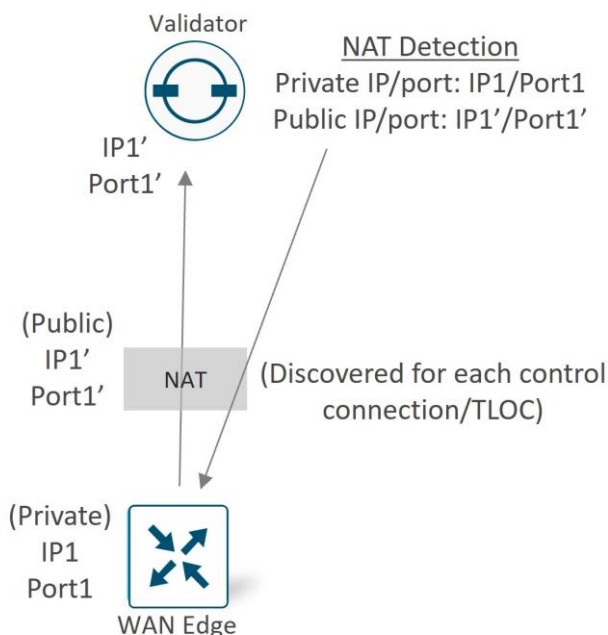 Validator
NAT Detection
Private IP/port: IP1/Port1
Public IP/port: IP1’/Port1’
IP1’
Port1’
(Public)
IP1’
Port1’
NAT
(Discovered for each control
connection/TLOC)
(Private)
IP1
Port1
WAN Edge